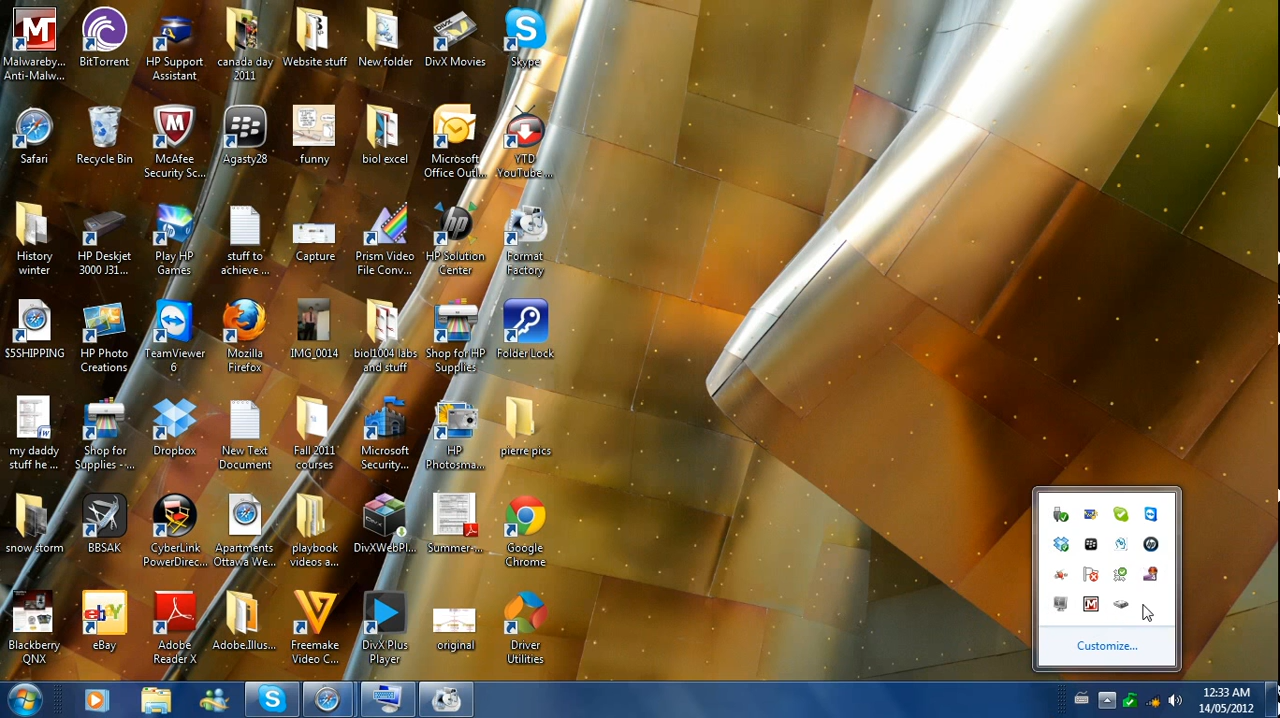 Malwareby...
Anti-Malw...
BitTorrent
HP Support
Assistant
canada day
2011
Website stuff
New folder
DivX Movies
Skype
Safari
Recycle Bin
McAfee
Security Sc...
Agasty28
funny
biol excel
Microsoft
Office Outl...
YTD
YouTube ...
History
winter
HP Deskjet
3000 J31...
Play HP
Games
stuff to
achieve ...
Capture
Prism Video
File Conv...
HP Solution
Center
Format
Factory
S5SHIPPING
HP Photo
Creations
TeamViewer
6
Mozilla
Firefox
IMG_0014
biol1004 labs
and stuff
Shop for HP
Supplies
Folder Lock
my daddy
stuff he ...
Shop for
Supplies -...
Dropbox
New Text
Document
Fall 2011
courses
Microsoft
Security...
HP
Photosma...
pierre pics
snow storm
BBSAK
CyberLink
PowerDirec...
Apartments
Ottawa We...
playbook
videos a...
DivXWebPl...
Summer-...
Google
Chrome
Blackberry
QNX
eBay
Adobe
Reader X
Adobe.Illus...
Freemake
Video C...
DivX Plus
Player
original
Driver
Utilities
Customize...
12:33 AM
14/05/2012